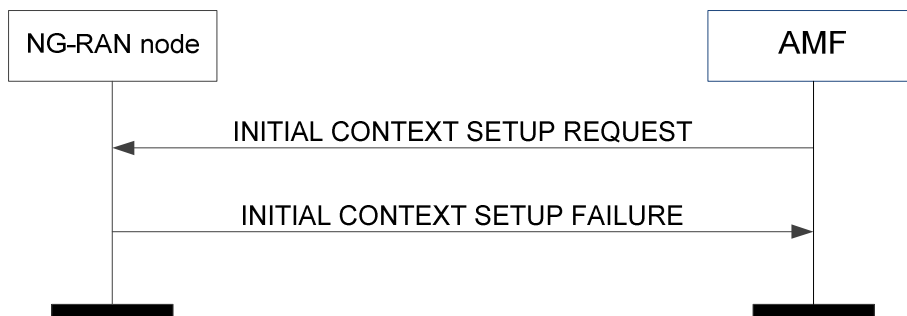 NG-RAN node
AMF
INITIAL CONTEXT SETUP REQUEST
INITIAL CONTEXT SETUP FAILURE